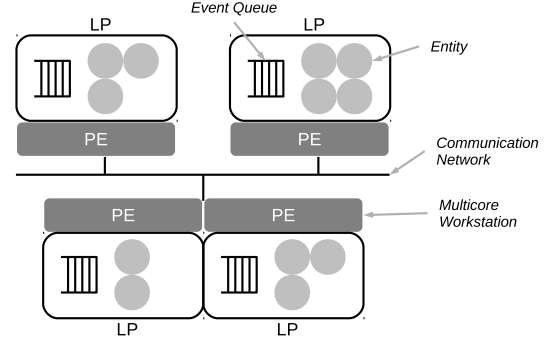 Event Queue
LP
LP
Entity
PE
PE
Communication
Network
PE
PE
Multicore
Workstation
LP
LP